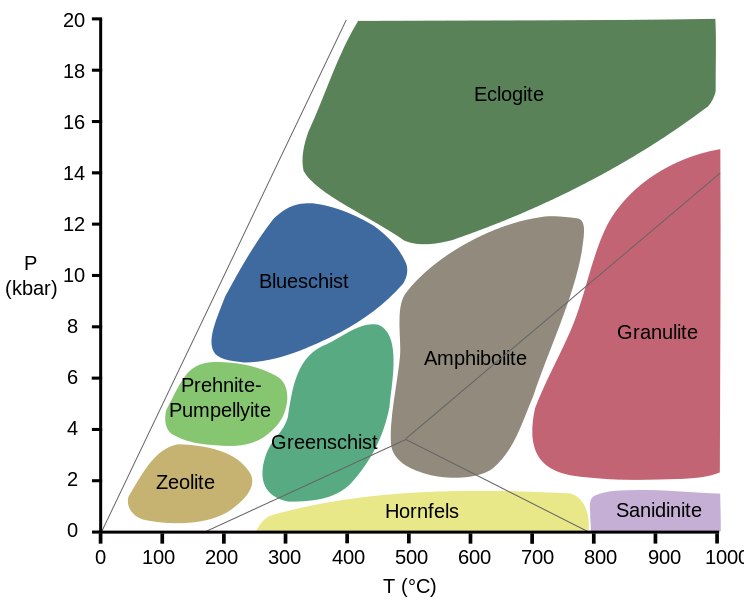 20
18
16
14
12
10
8
6
4
2
0
P
(kbar)
Eclogite
Blueschist
Granulite
Amphibolite
Prehnite-
Pumpellyite
Greenschist
Zeolite
Hornfels
Sanidinite
0 100 200 300 400 500 600 700 800 900 1000
T (°C)